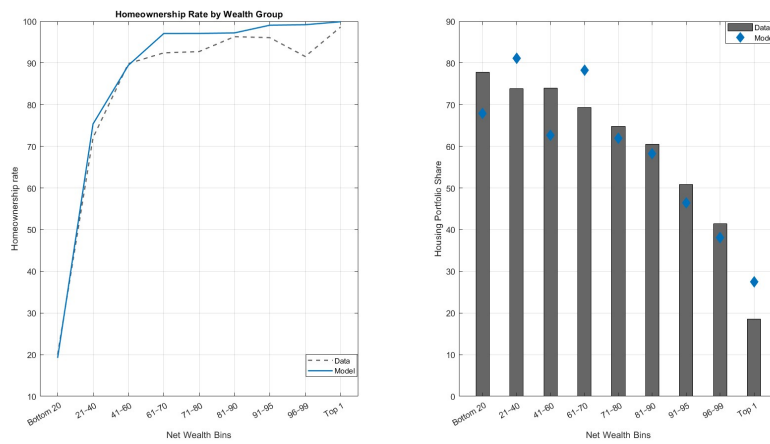 Homeownership Rate by Wealth Group
100
90
80
70
60
50
40
30
20
10
Homeownership rate
Bottom 20
21-40
41-60
61-70
71-80
81-90
91-95
96-99
Top 1
Net Wealth Bins
Data
Model
90
80
70
60
50
40
30
20
10
0
Housing Portfolio Share
Bottom 20
21-40
41-60
61-70
71-80
81-90
91-95
96-99
Top 1
Net Wealth Bins
Data
Mode